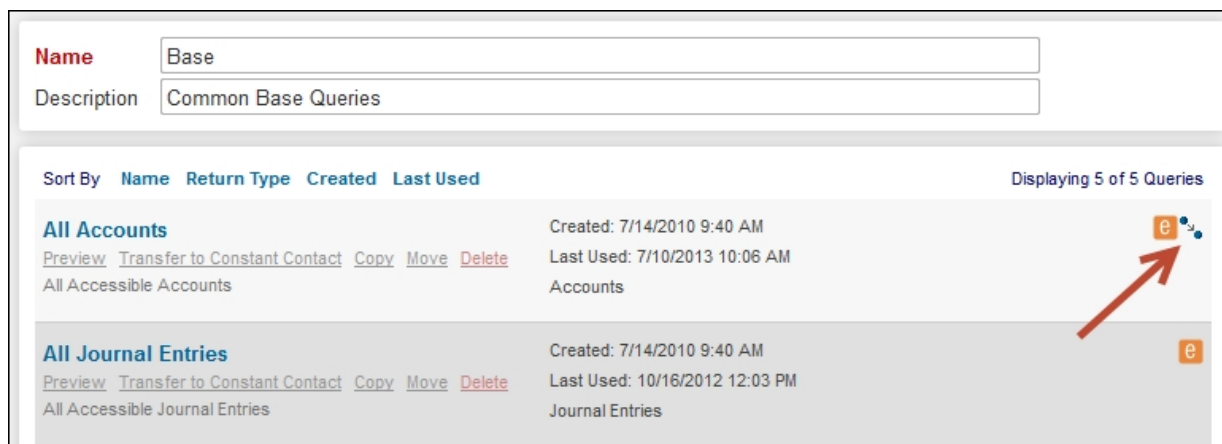 Name Base
Description Common Base Queries
Sort By Name Return Type Created Last Used Displaying 5 of 5 Queries
All Accounts Created: 7/14/2010 9:40 AM e
Preview Transfer to Constant Contact Copy Move Delete Last Used: 7/10/2013 10:06 AM
All Accessible Accounts Accounts
All Journal Entries Created: 7/14/2010 9:40 AM e
Preview Transfer to Constant Contact Copy Move Delete Last Used: 10/16/2012 12:03 PM
All Accessible Journal Entries Journal Entries